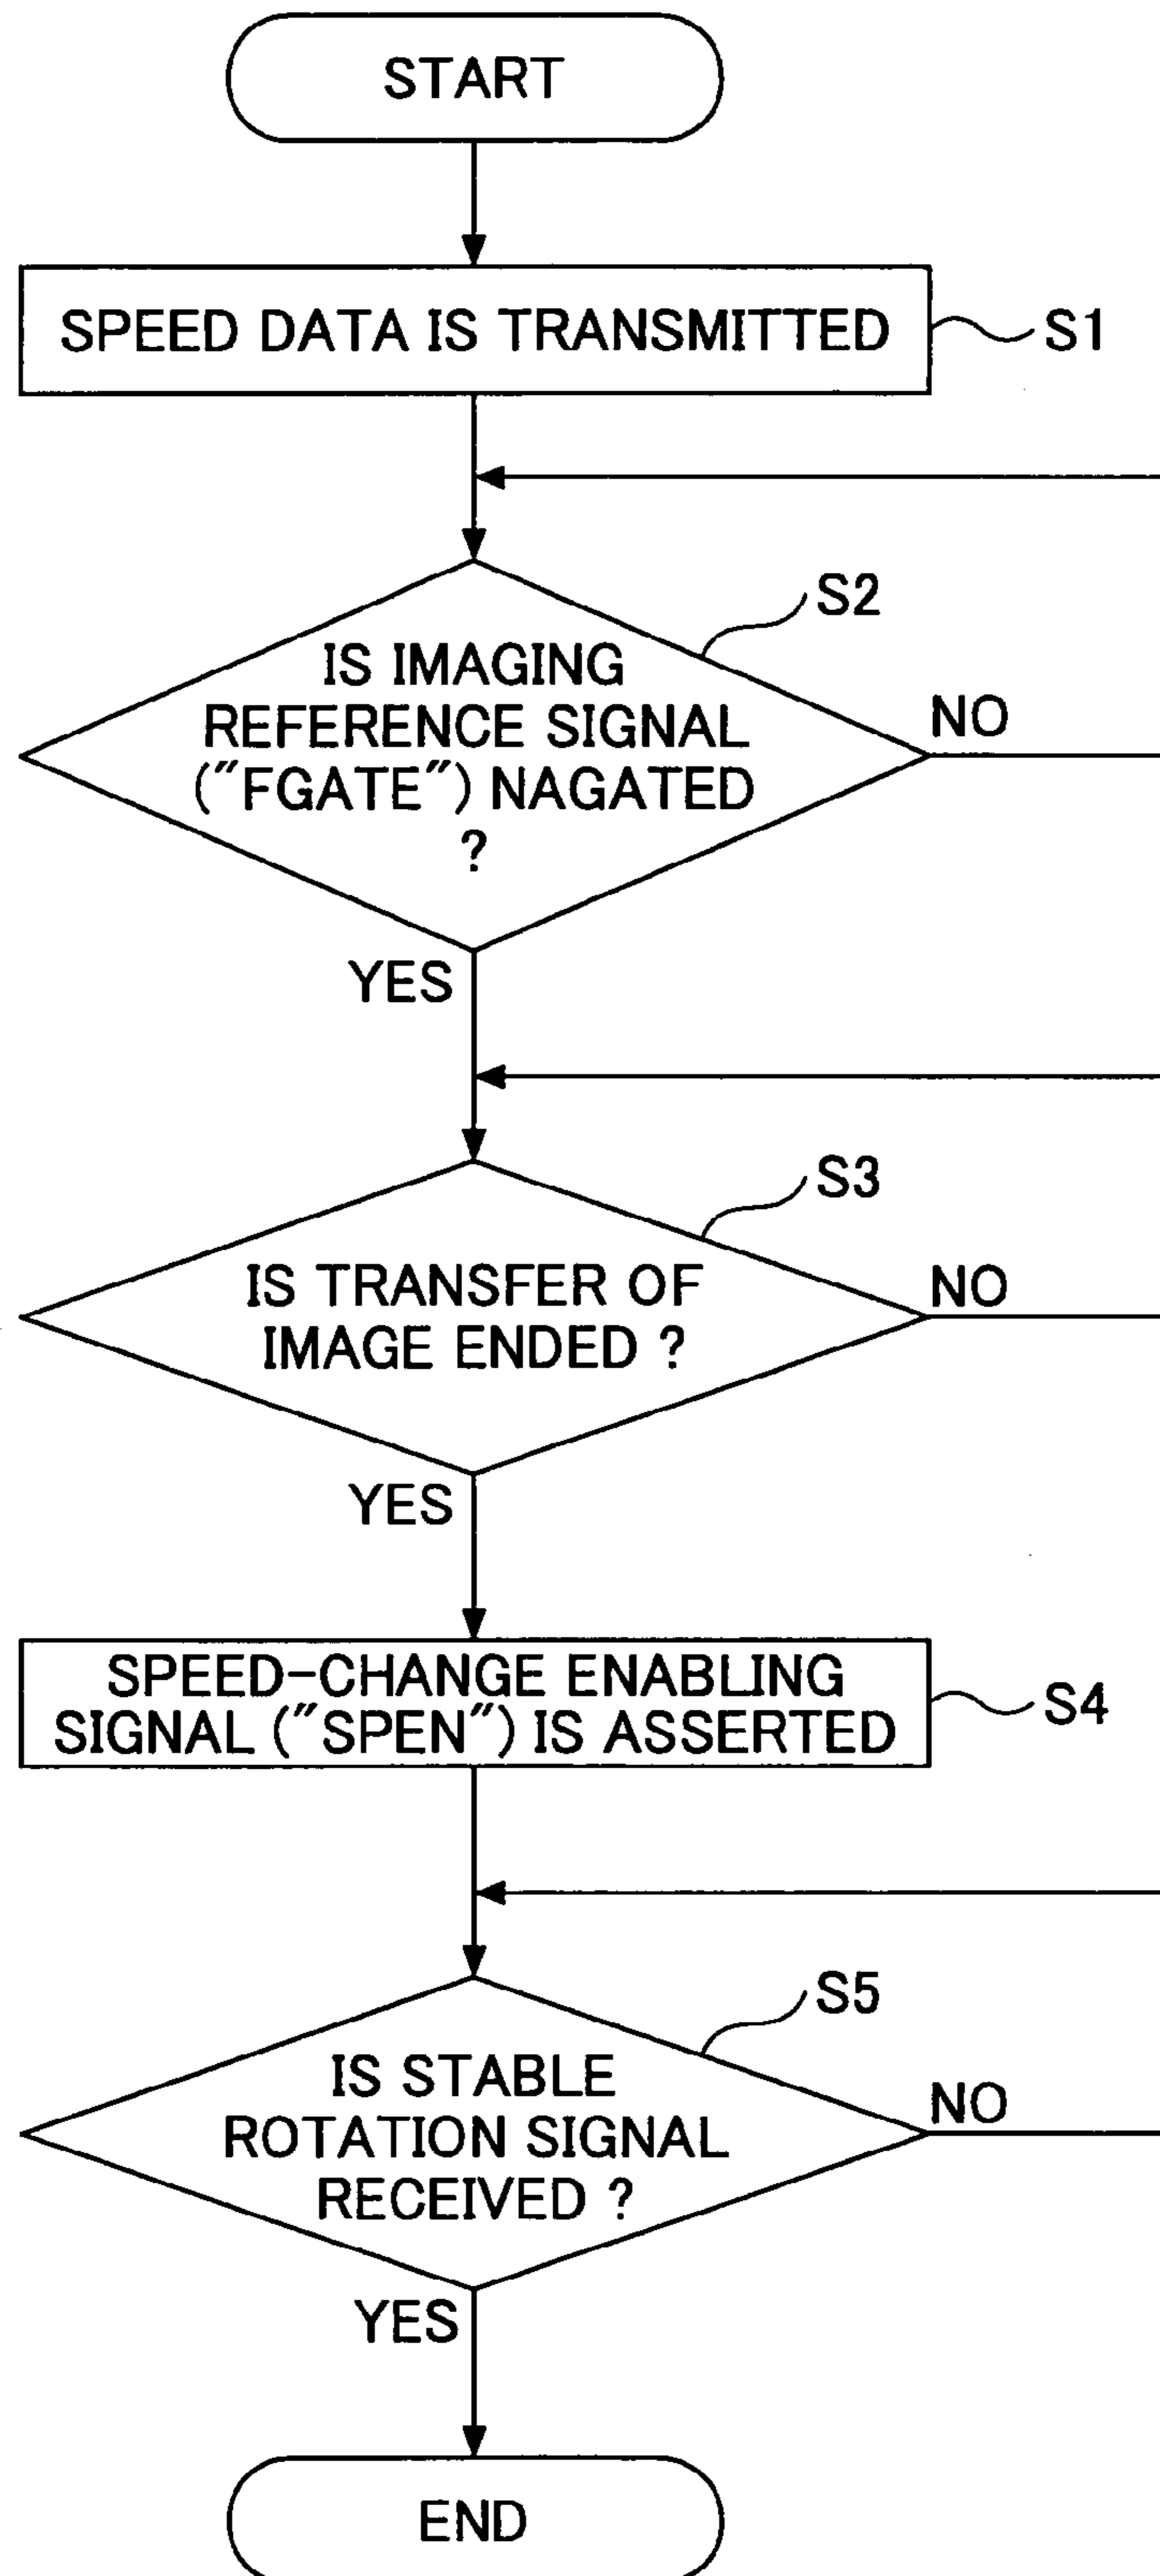 START
SPEED DATA IS TRANSMITTED
S1
S2
IS IMAGING
REFERENCE SIGNAL
("FGATE") NAGATED
?
NO
YES
S3
IS TRANSFER OF
IMAGE ENDED ?
NO
YES
SPEED-CHANGE ENABLING
SIGNAL ("SPEN") IS ASSERTED
S4
S5
IS STABLE
ROTATION SIGNAL
RECEIVED ?
NO
YES
END